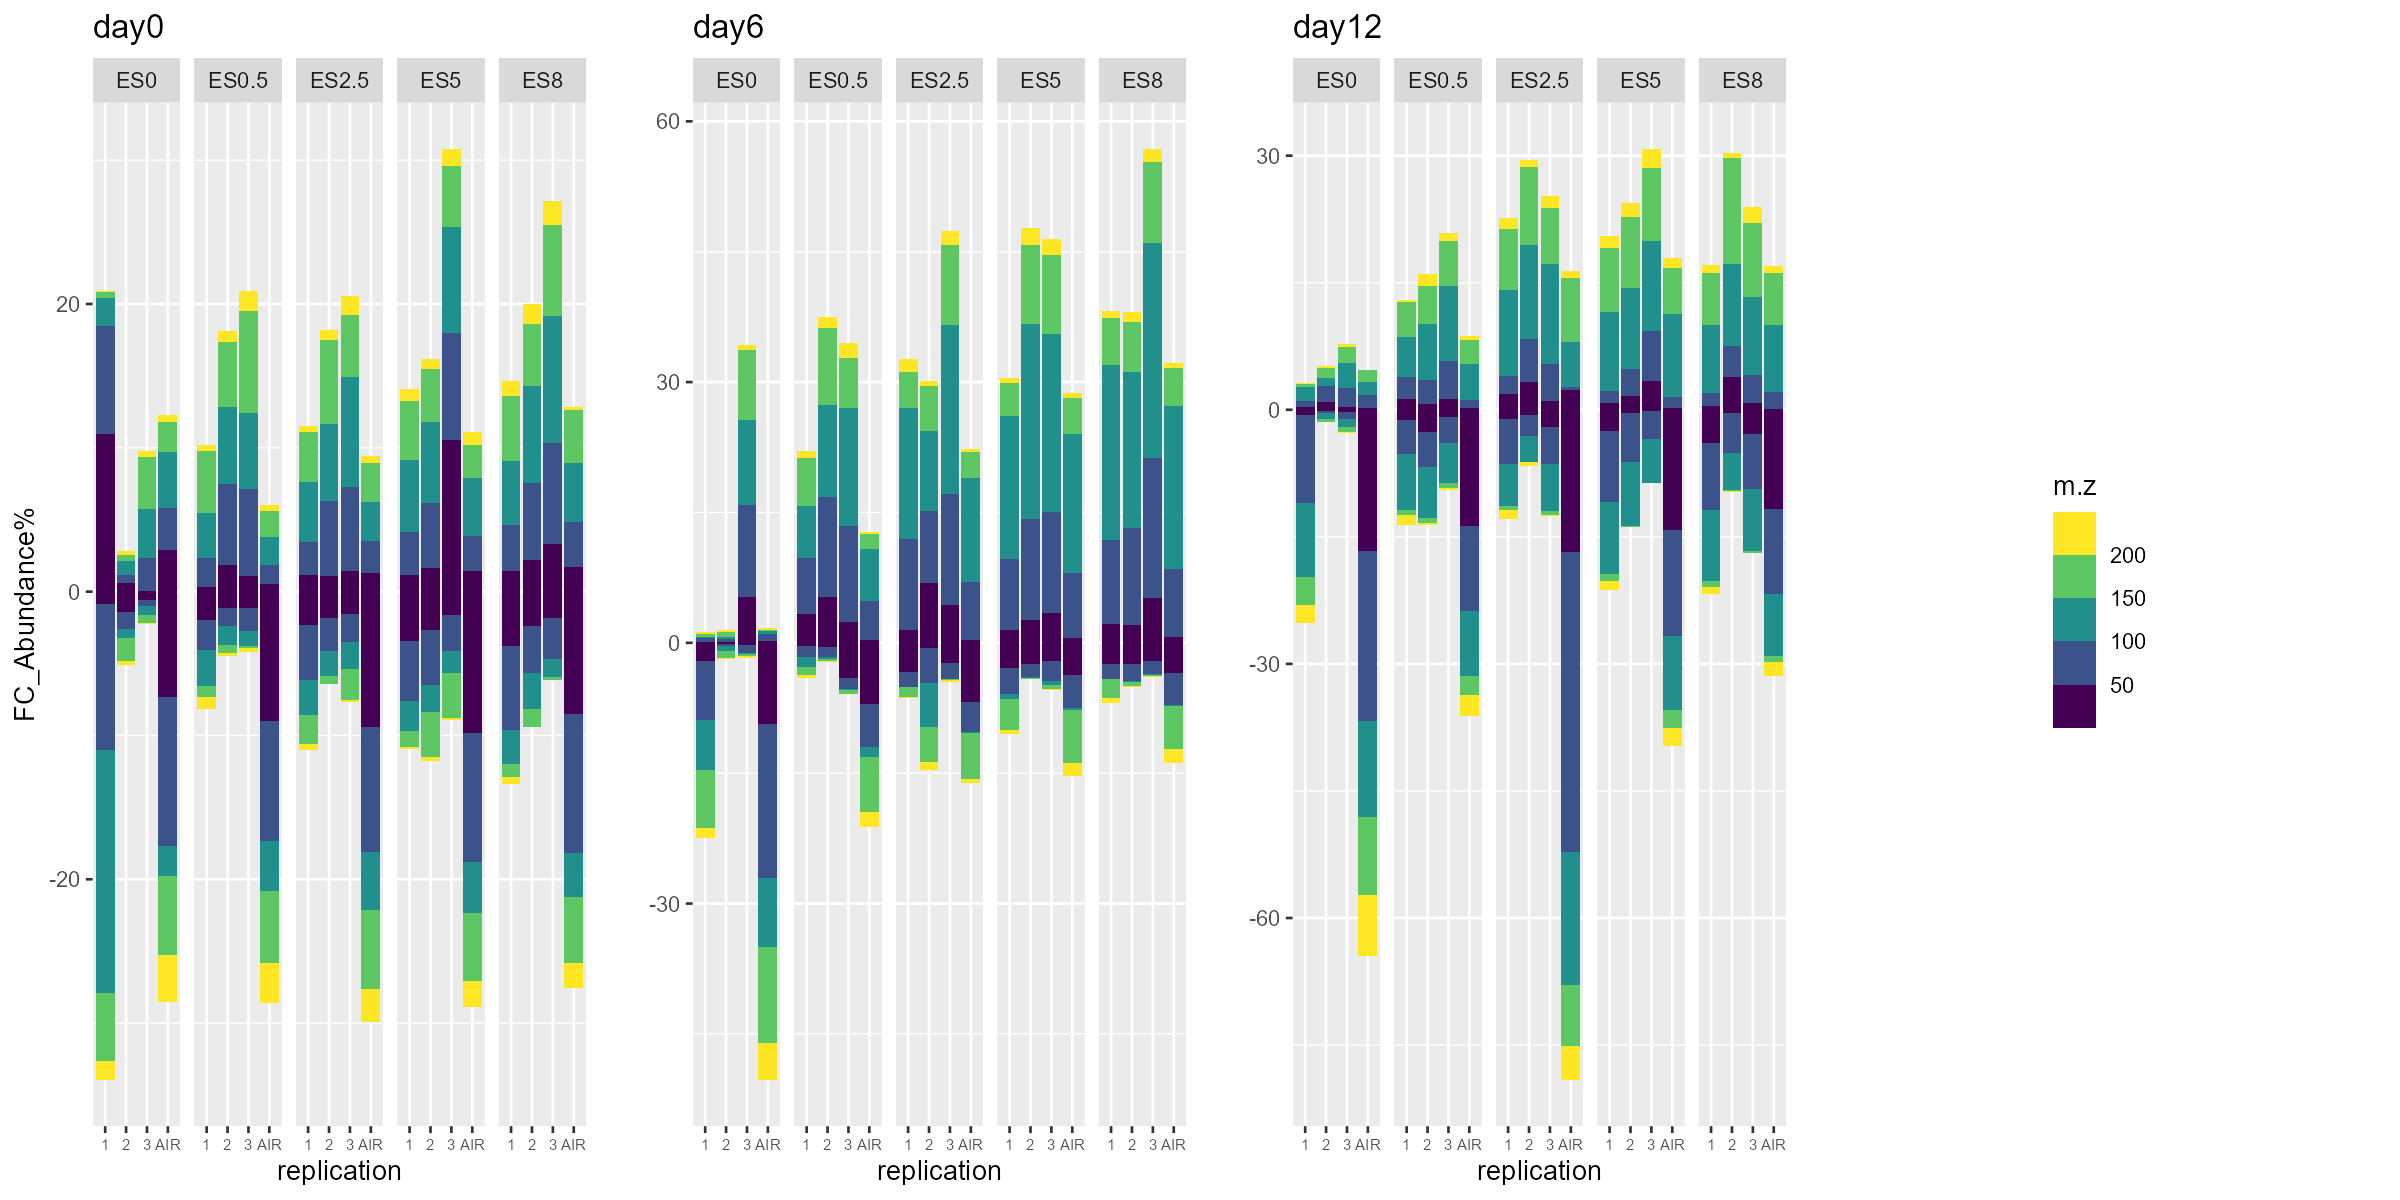 day0 day6 day12
ES0 ES0.5 ES2.5 ES5 ES8 ES0 ES0.5 ES2.5 ES5 ES8 ES0 ES0.5 ES2.5 ES5 ES8
FC_Abundance%
20
0
-20
60
30
0
-30
30
0
-30
-60
1 2 3 AIR 1 2 3 AIR 1 2 3 AIR 1 2 3 AIR 1 2 3 AIR
1 2 3 AIR 1 2 3 AIR 1 2 3 AIR 1 2 3 AIR 1 2 3 AIR
1 2 3 AIR 1 2 3 AIR 1 2 3 AIR 1 2 3 AIR 1 2 3 AIR
replication replication replication
m.z
200
150
100
50